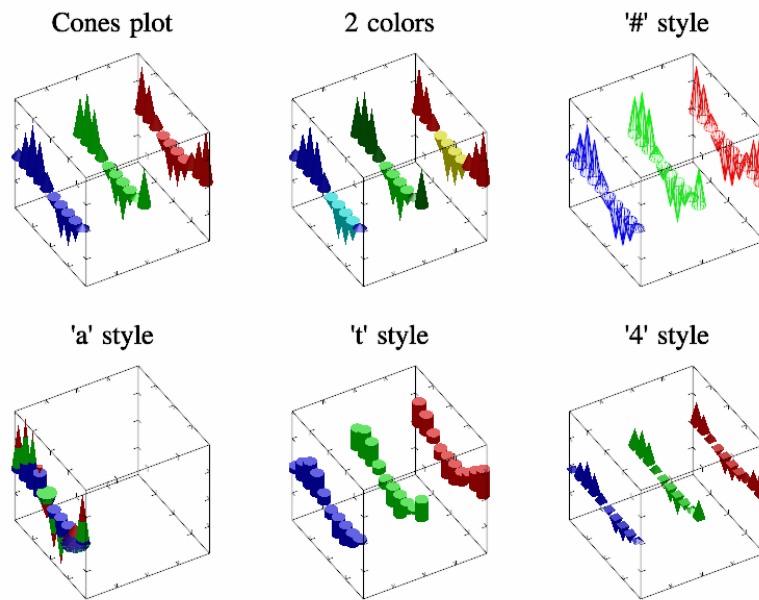 Cones plot
2 colors
'#' style
'a' style
't' style
'4' style